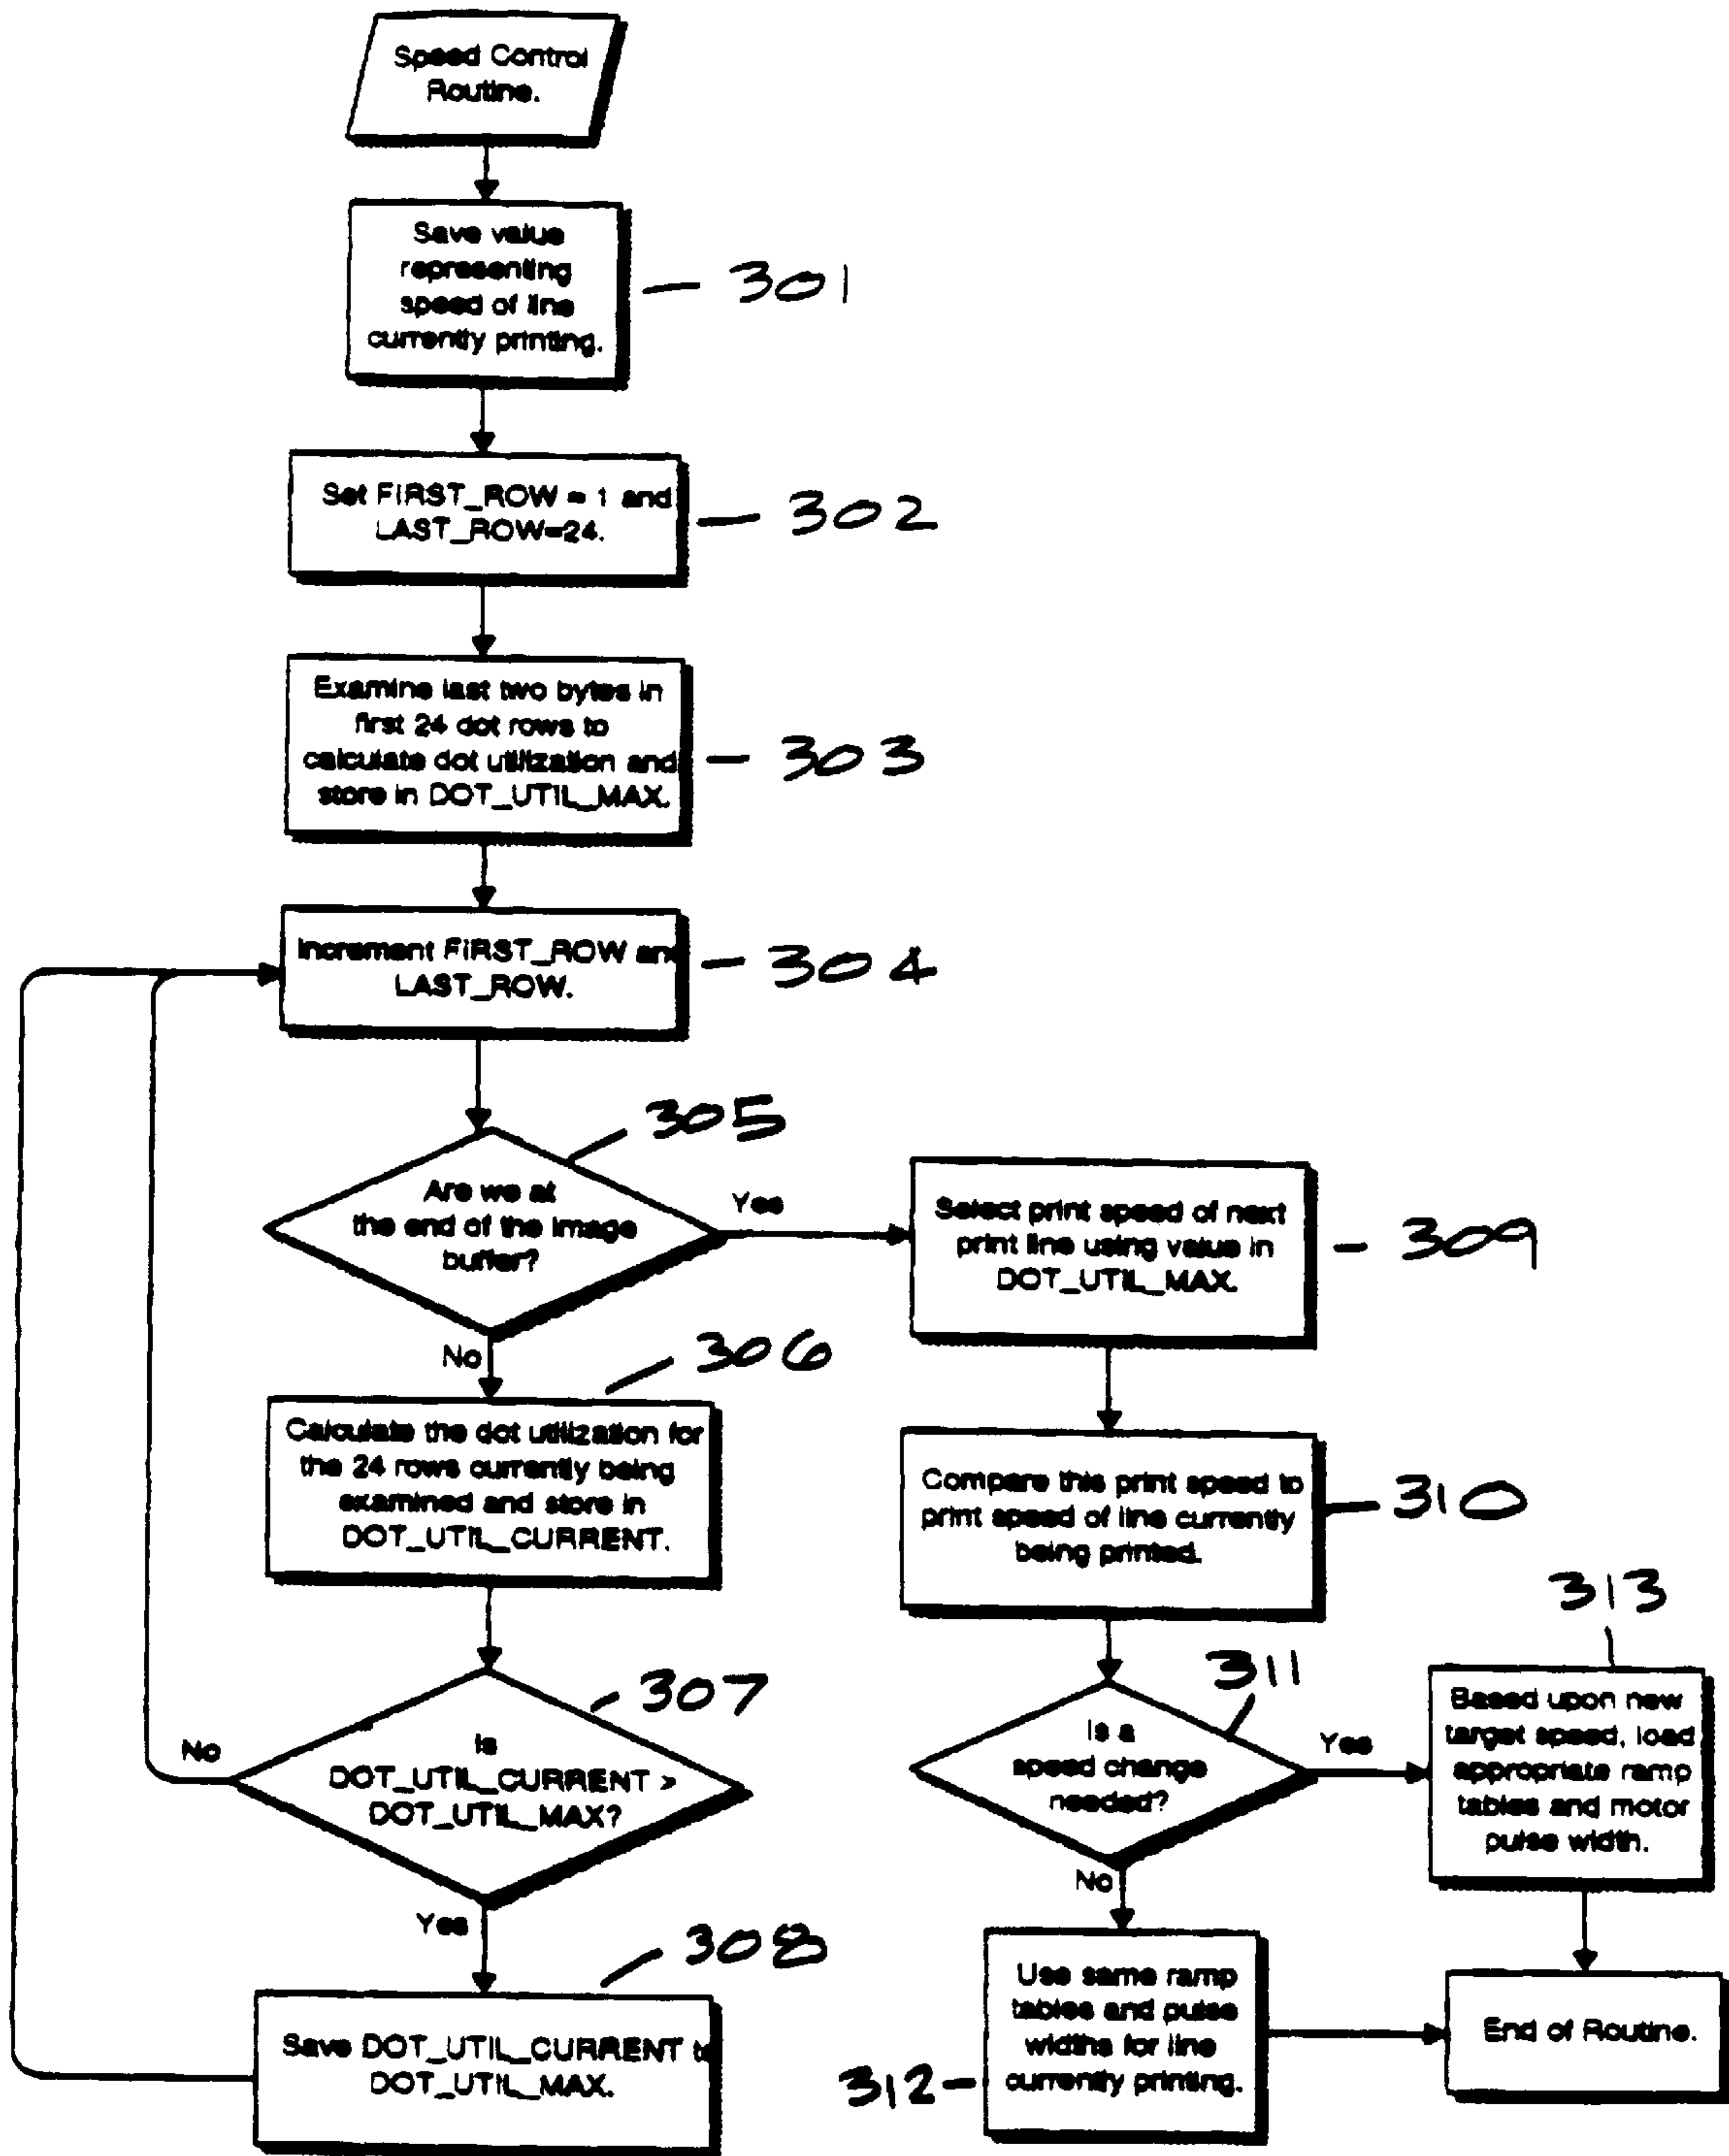 Speed Control
Routine.
Save value
representing
speed of line
currently printing.
301
Set FIRST_ROW = 1 and
LAST_ROW=24.
302
Examine last two bytes in
first 24 dot rows to
calculate dot utilization and
store in DOT_UTIL_MAX.
303
Increment FIRST_ROW and
LAST_ROW.
304
305
Are we at
the end of the image
buffer?
Yes
No
Select print speed of next
print line using value in
DOT_UTIL_MAX.
309
306
Calculate the dot utilization for
the 24 rows currently being
examined and store in
DOT_UTIL_CURRENT.
Compare this print speed to
print speed of line currently
being printed.
310
307
Is
DOT_UTIL_CURRENT >
DOT_UTIL_MAX?
No
Yes
311
Is a
speed change
needed?
Yes
No
313
Based upon new
target speed, load
appropriate ramp
tables and motor
pulse width.
308
Save DOT_UTIL_CURRENT to
DOT_UTIL_MAX.
312
Use same ramp
tables and pulse
widths for line
currently printing.
End of Routine.